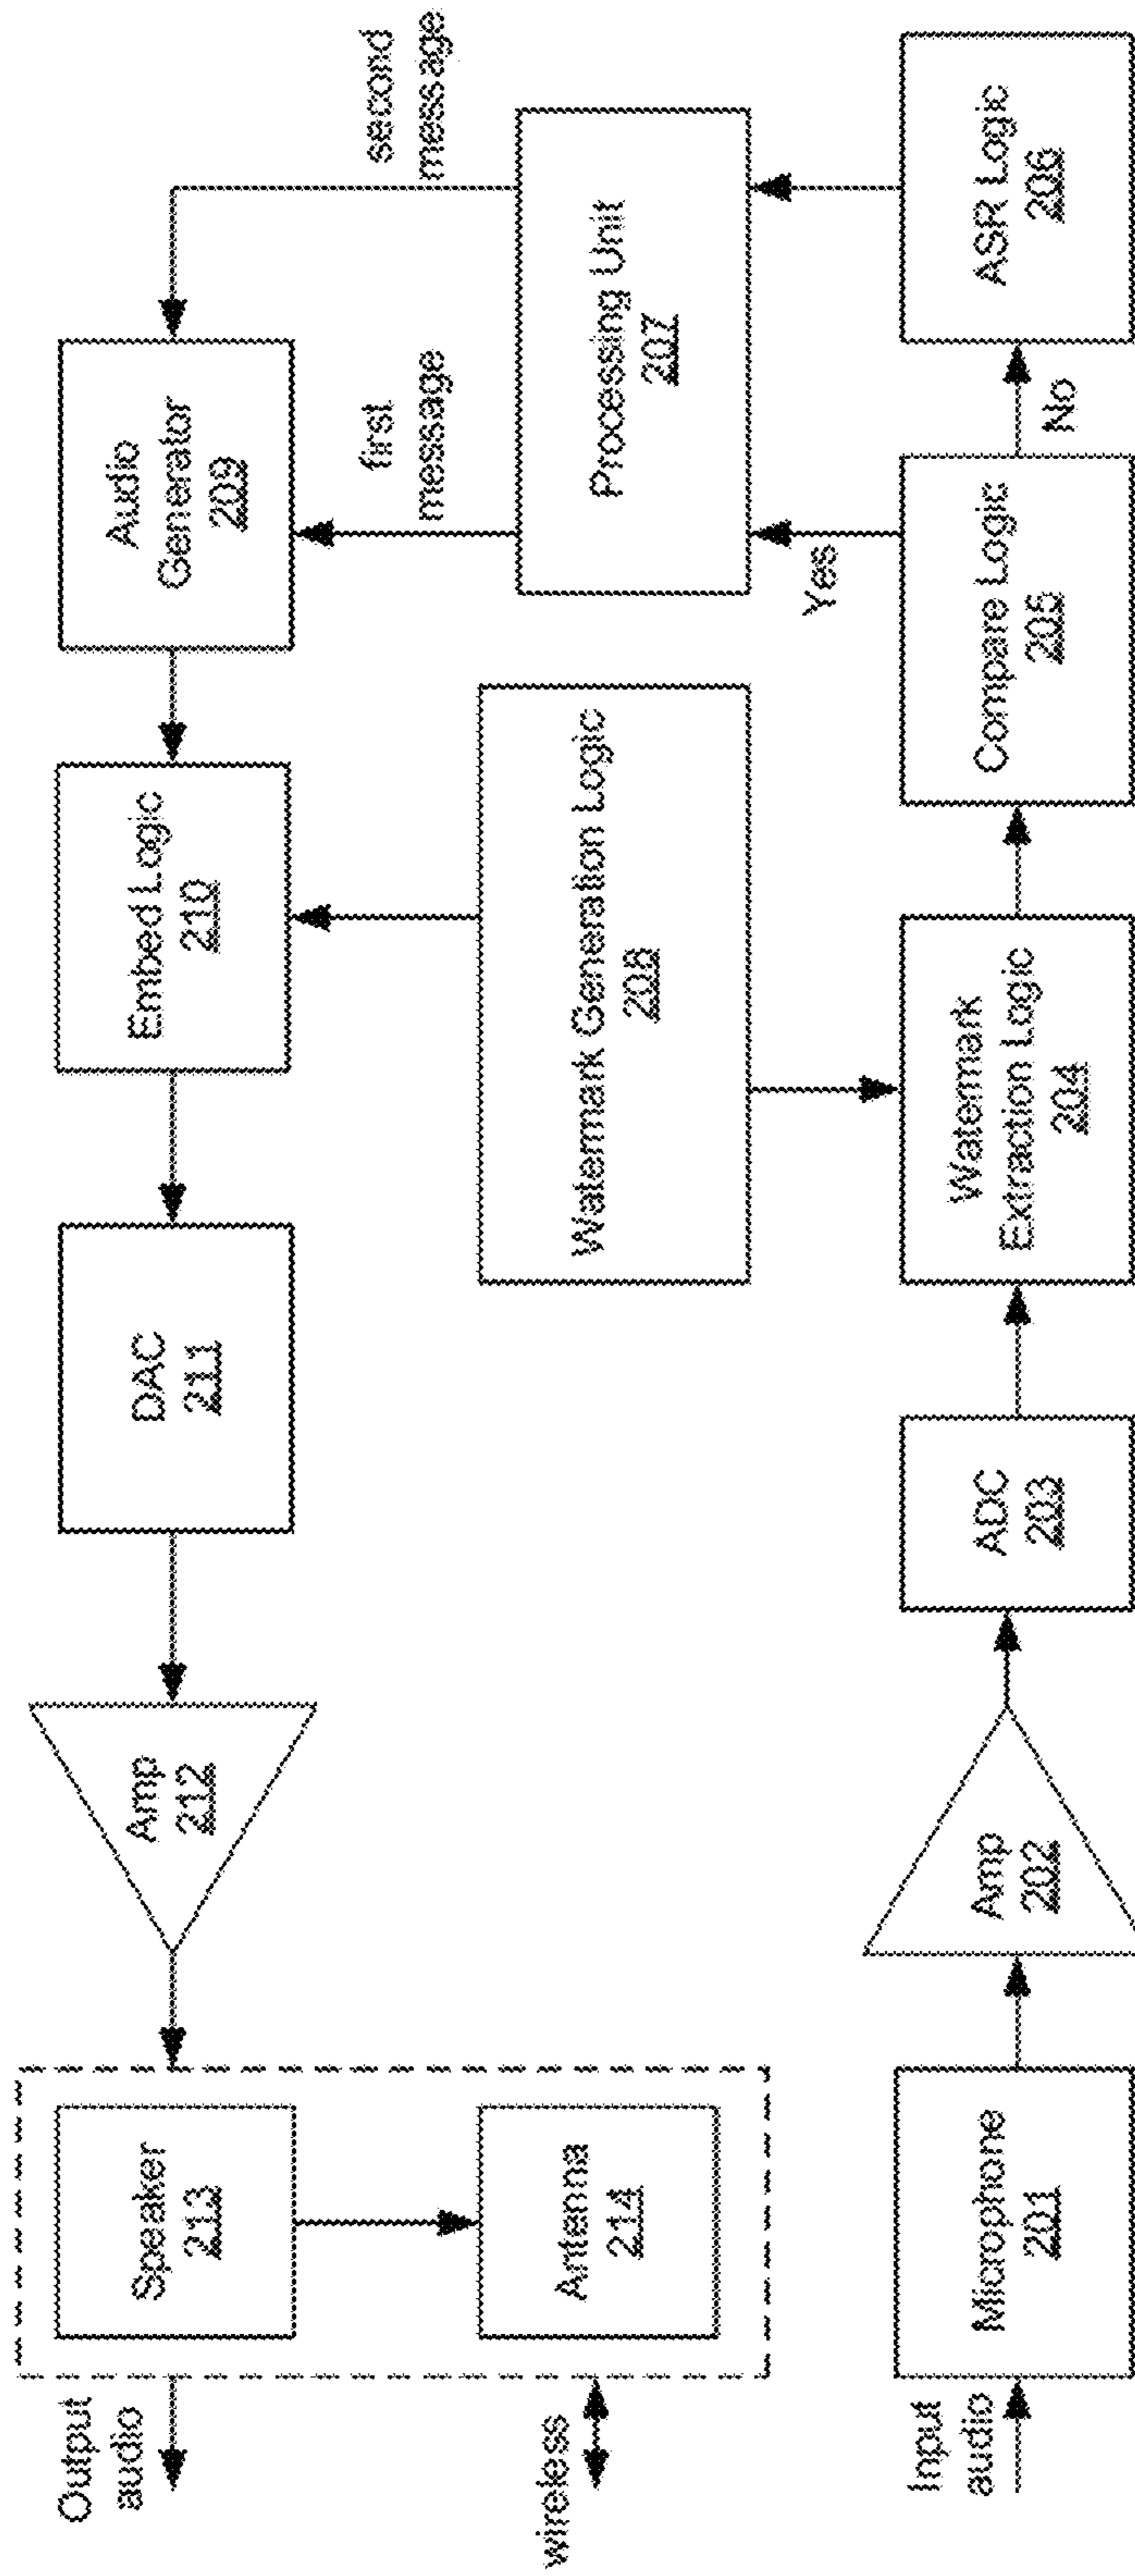 Output
audio
Speaker
213
Amp
212
DAC
211
Embed Logic
210
Audio
Generator
209
wireless
Antenna
214
Watermark Generation Logic
208
first
message
second
message
Processing Unit
207
Yes
Input
audio
Microphone
201
Amp
202
ADC
203
Watermark
Extraction Logic
204
Compare Logic
205
No
ASR Logic
206